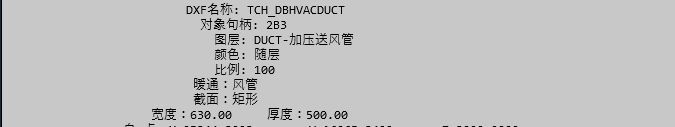 DXF名称: TCH_DBHVACDUCT
对象句柄: 2B3
图层: DUCT-加压送风管
颜色: 随层
比例: 100
暖通：风管
截面：矩形
宽度：630.00 厚度：500.00